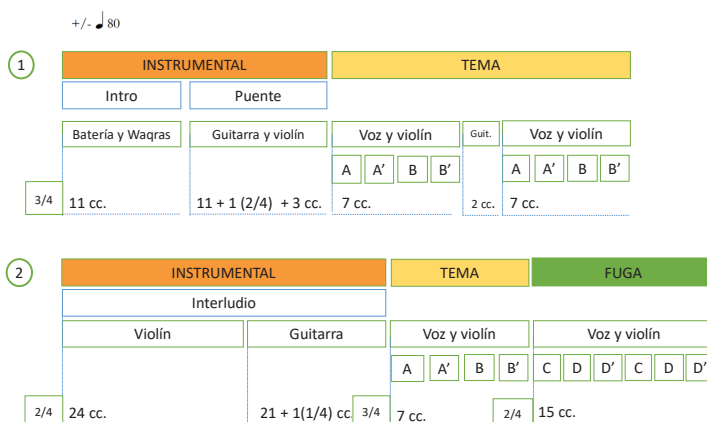 +/- ♩ 80
1
INSTRUMENTAL TEMA
Intro Puente
Batería y Waqras Guitarra y violín Voz y violín Guit. Voz y violín
A A’ B B’ A A’ B B’
3/4 11 cc. 11 + 1 (2/4) + 3 cc. 7 cc. 2 cc. 7 cc.
2
INSTRUMENTAL TEMA FUGA
Interludio
Violín Guitarra Voz y violín Voz y violín
A A’ B B’ C D D’ C D D’
2/4 24 cc. 21 + 1(1/4) cc. 3/4 7 cc. 2/4 15 cc.